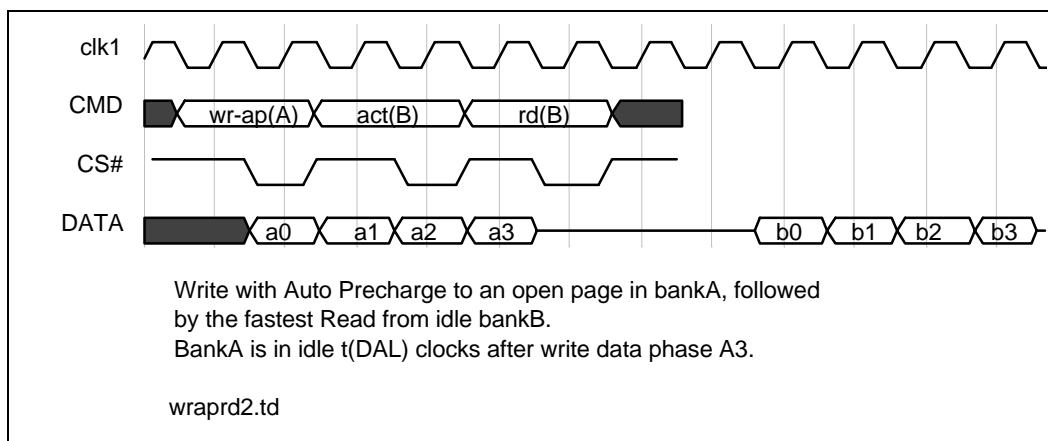 clk1
CMD wr-ap(A) act(B) rd(B)
CS#
DATA a0 a1 a2 a3 b0 b1 b2 b3
Write with Auto Precharge to an open page in bankA, followed
by the fastest Read from idle bankB.
BankA is in idle t(DAL) clocks after write data phase A3.
wraprd2.td